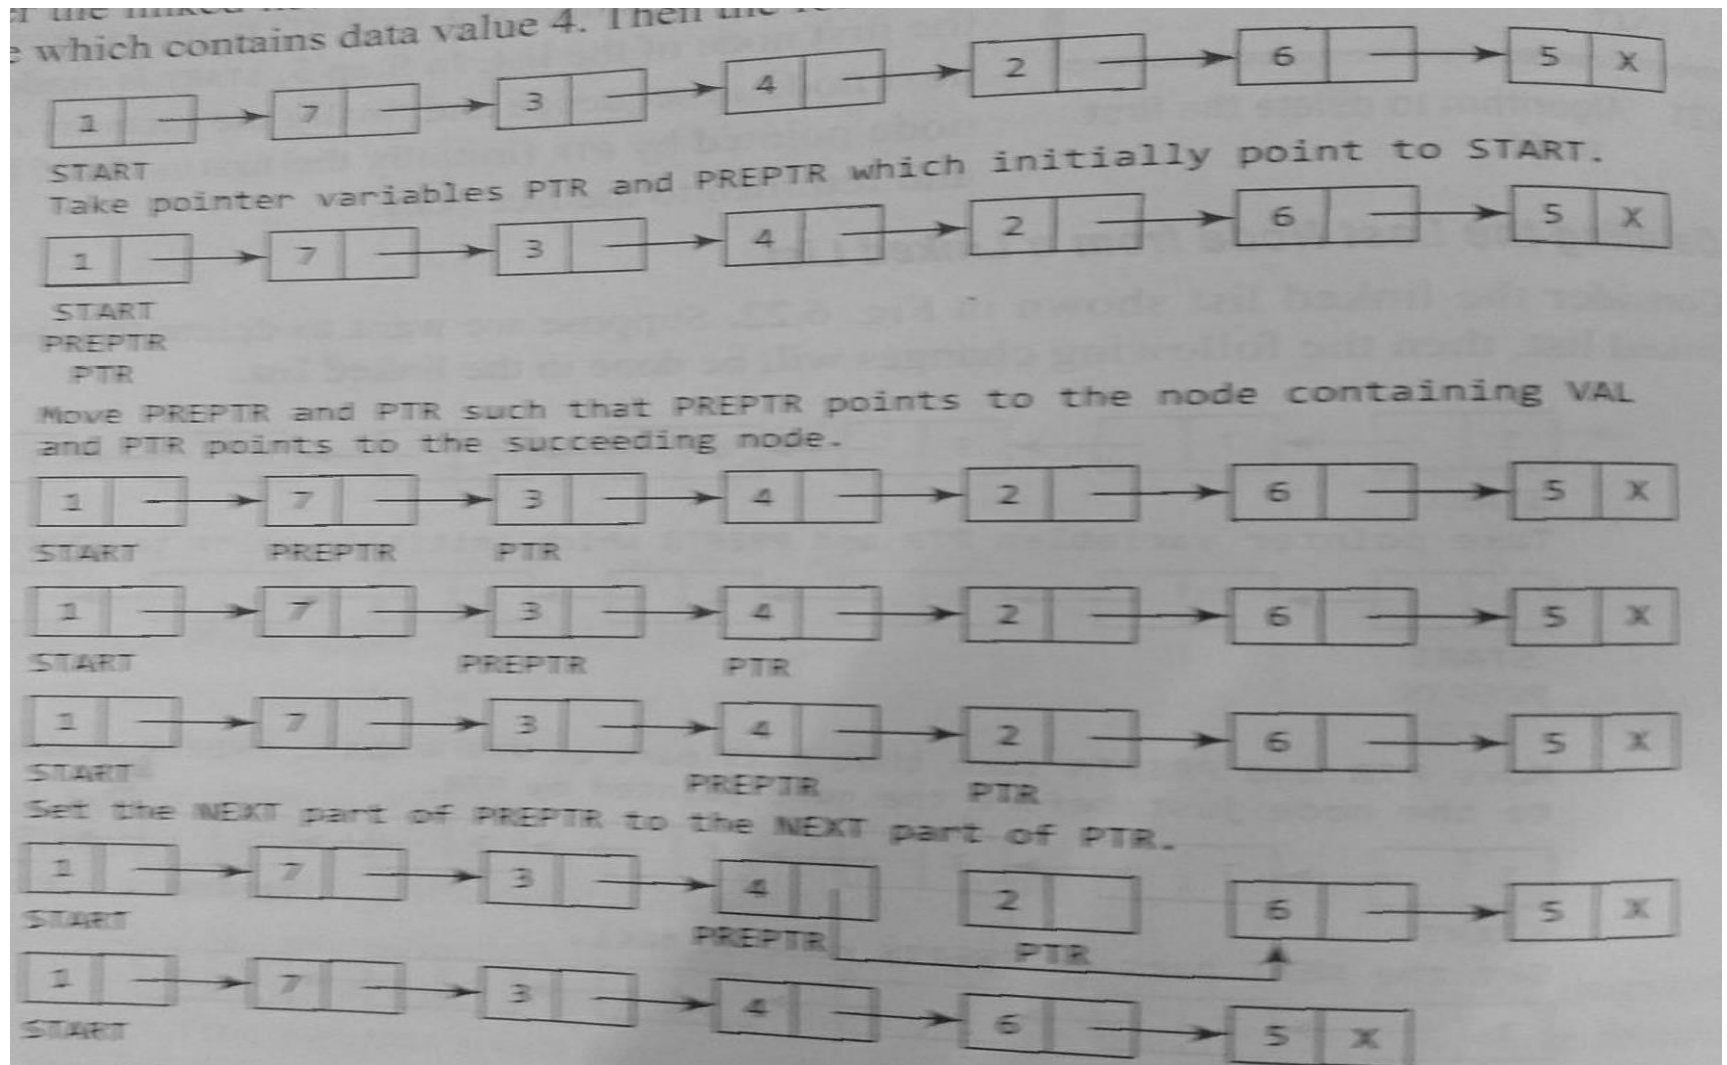 which contains data value 4. Then the
1 7 3 4 2 6 5 X
START
Take pointer variables PTR and PREPTR which initially point to START.
1 7 3 4 2 6 5 X
START
PREPTR
PTR
Move PREPTR and PTR such that PREPTR points to the node containing VAL
and PTR points to the succeeding node.
1 7 3 4 2 6 5 X
START PREPTR PTR
1 7 3 4 2 6 5 X
START PREPTR PTR
1 7 3 4 2 6 5 X
START PREPTR PTR
Set the NEXT part of PREPTR to the NEXT part of PTR.
1 7 3 4 2 6 5 X
START PREPTR PTR
1 7 3 4 6 5 X
START